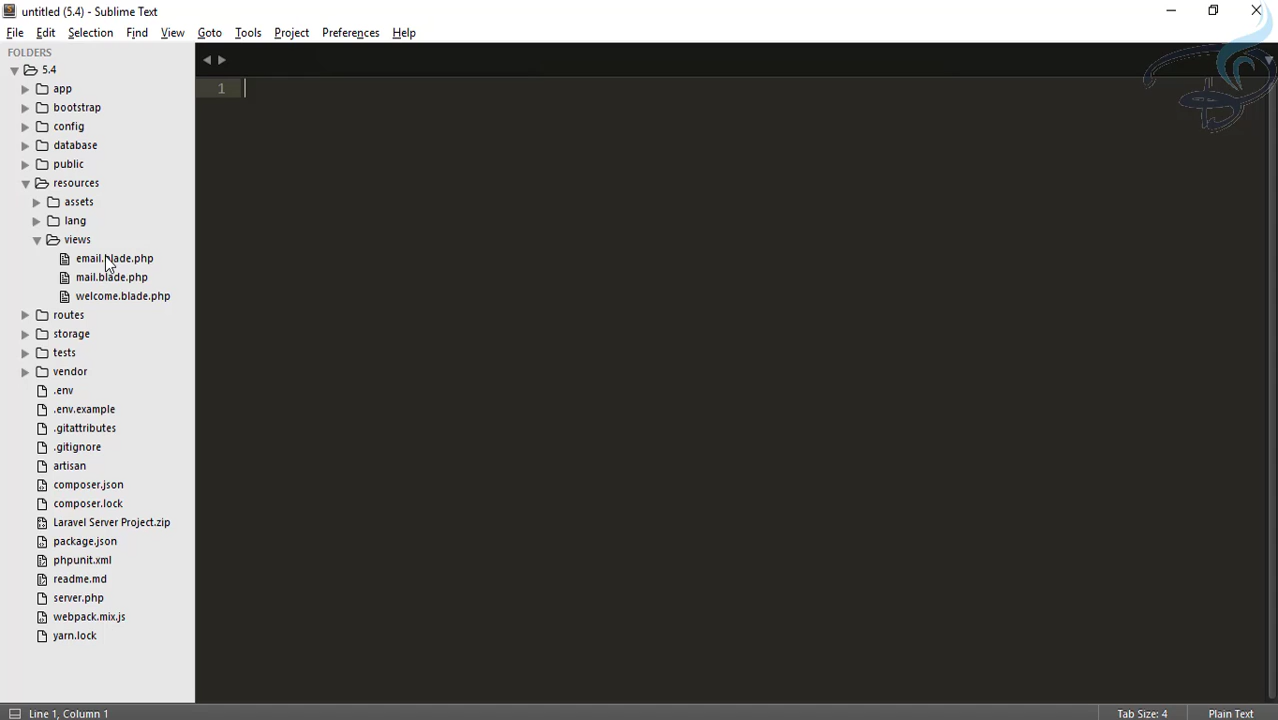 untitled (5.4) - Sublime Text
File Edit Selection Find View Goto Tools Project Preferences Help
FOLDERS
5.4
1
app
bootstrap
config
database
public
resources
assets
lang
views
email.blade.php
mail.blade.php
welcome.blade.php
routes
storage
tests
vendor
.env
.env.example
.gitattributes
.gitignore
artisan
composer.json
composer.lock
Laravel Server Project.zip
package.json
phpunit.xml
readme.md
server.php
webpack.mix.js
yarn.lock
Line 1, Column 1 Tab Size: 4 Plain Text